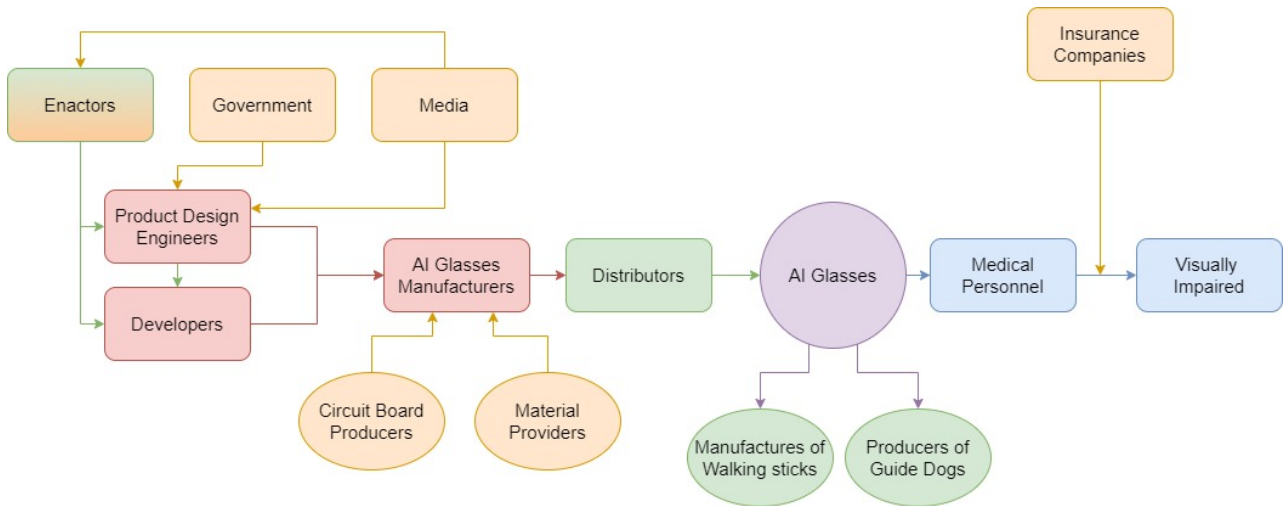 Insurance
Companies
Enactors
Government
Media
Product Design
Engineers
Developers
AI Glasses
Manufacturers
Distributors
AI Glasses
Medical
Personnel
Visually
Impaired
Circuit Board
Producers
Material
Providers
Manufactures of
Walking sticks
Producers of
Guide Dogs